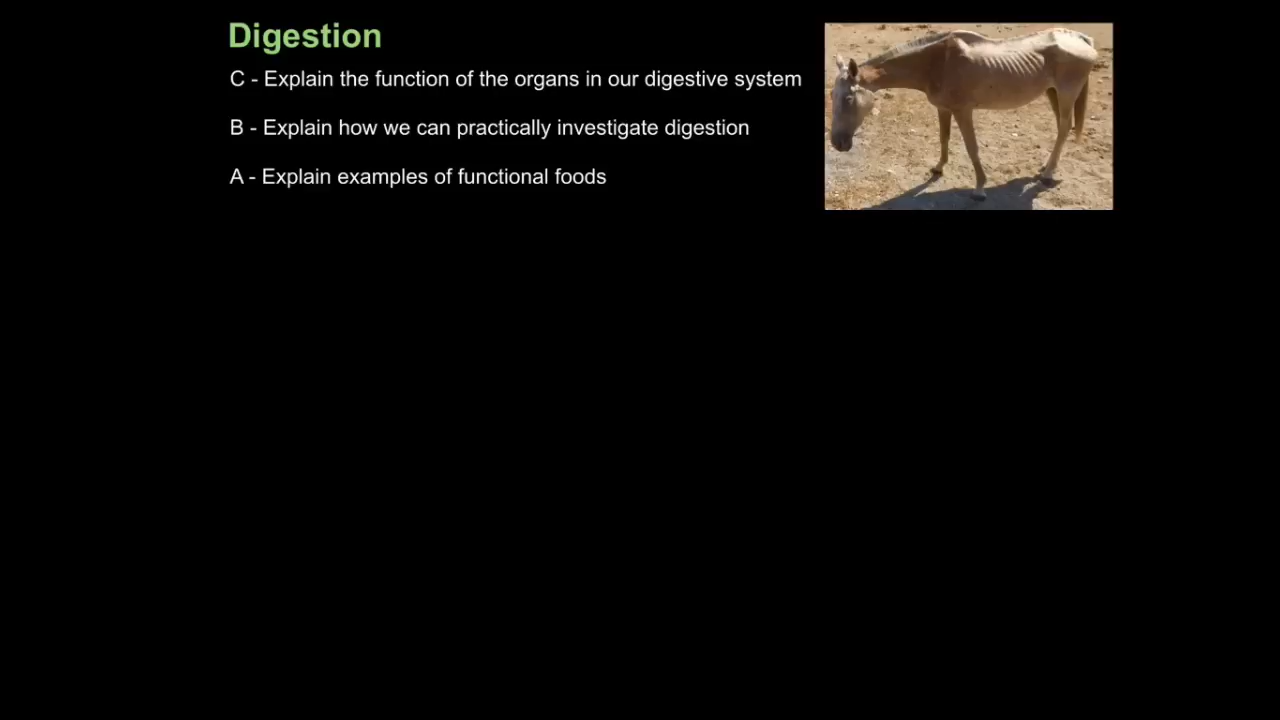 Digestion
C - Explain the function of the organs in our digestive system
B - Explain how we can practically investigate digestion
A - Explain examples of functional foods